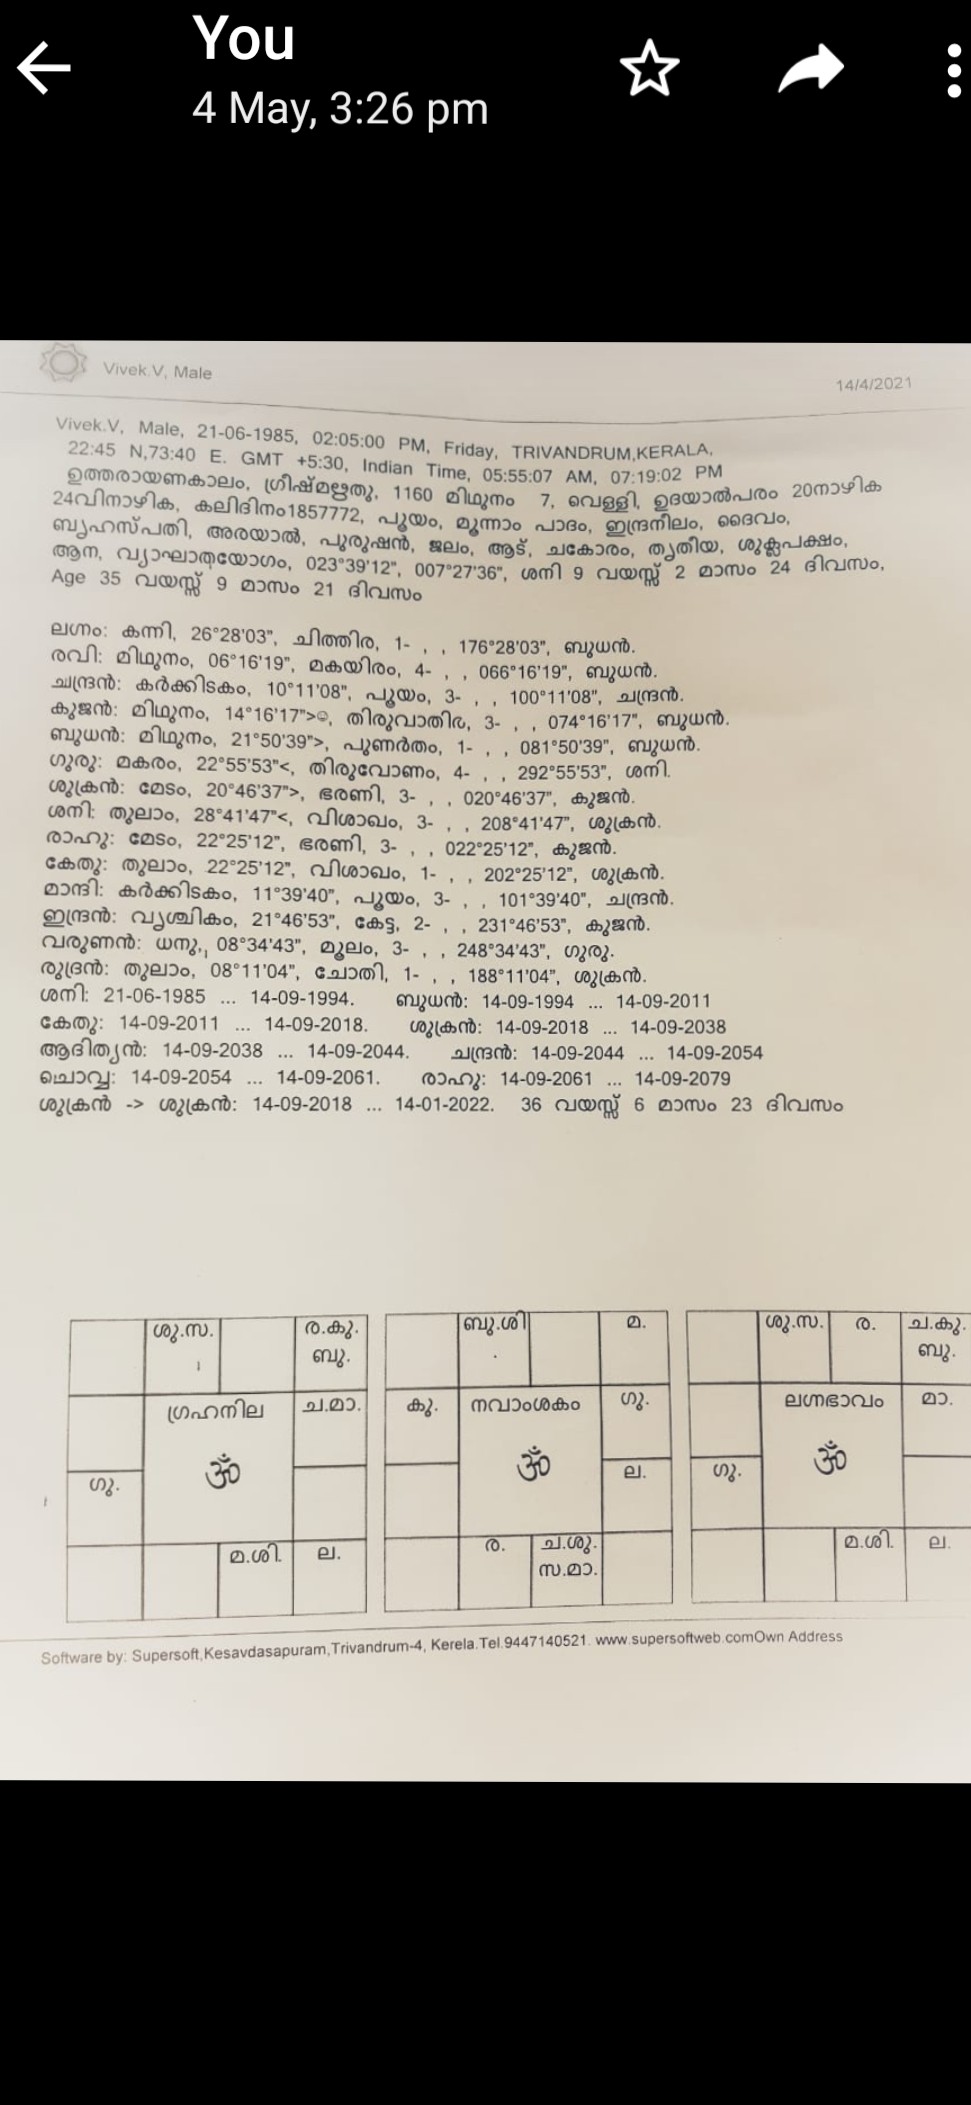 You
4 May, 3:26 pm
Vivek.V, Male
14/4/2021
Vivek.V, Male, 21-06-1985, 02:05:00 PM, Friday, TRIVANDRUM,KERALA,
22:45 N,73:40 E. GMT +5:30, Indian Time, 05:55:07 AM, 07:19:02 PM
ഉത്തരായണകാലം, ഗ്രീഷ്മഋതു, 1160 മിഥുനം 7, വെള്ളി, ഉദയാൽപരം 20നാഴിക
24വിനാഴിക, കലിദിനം1857772, പൂയം, മൂന്നാം പാദം, ഇന്ദ്രനീലം, ദൈവം,
ബൃഹസ്പതി, അരയാൽ, പുരുഷൻ, ജലം, ആട്, ചകോരം, തൃതീയ, ശുക്ലപക്ഷം,
ആന, വ്യാഘാതയോഗം, 023°39'12", 007°27'36", ശനി 9 വയസ്സ് 2 മാസം 24 ദിവസം,
Age 35 വയസ്സ് 9 മാസം 21 ദിവസം
ലഗ്നം: കന്നി, 26°28'03", ചിത്തിര, 1- , , 176°28'03", ബുധൻ.
രവി: മിഥുനം, 06°16'19", മകയിരം, 4- , , 066°16'19", ബുധൻ.
ചന്ദ്രൻ: കർക്കിടകം, 10°11'08", പൂയം, 3- , , 100°11'08", ചന്ദ്രൻ.
കുജൻ: മിഥുനം, 14°16'17">☺, തിരുവാതിര, 3- , , 074°16'17", ബുധൻ.
ബുധൻ: മിഥുനം, 21°50'39">, പുണർതം, 1- , , 081°50'39", ബുധൻ.
ഗുരു: മകരം, 22°55'53"<, തിരുവോണം, 4- , , 292°55'53", ശനി.
ശുക്രൻ: മേടം, 20°46'37">, ഭരണി, 3- , , 020°46'37", കുജൻ.
ശനി: തുലാം, 28°41'47"<, വിശാഖം, 3- , , 208°41'47", ശുക്രൻ.
രാഹു: മേടം, 22°25'12", ഭരണി, 3- , , 022°25'12", കുജൻ.
കേതു: തുലാം, 22°25'12", വിശാഖം, 1- , , 202°25'12", ശുക്രൻ.
മാന്ദി: കർക്കിടകം, 11°39'40", പൂയം, 3- , , 101°39'40", ചന്ദ്രൻ.
ഇന്ദ്രൻ: വൃശ്ചികം, 21°46'53", കേട്ട, 2- , , 231°46'53", കുജൻ.
വരുണൻ: ധനു, 08°34'43", മൂലം, 3- , , 248°34'43", ഗുരു.
രുദ്രൻ: തുലാം, 08°11'04", ചോതി, 1- , , 188°11'04", ശുക്രൻ.
ശനി: 21-06-1985 ... 14-09-1994. ബുധൻ: 14-09-1994 ... 14-09-2011
കേതു: 14-09-2011 ... 14-09-2018. ശുക്രൻ: 14-09-2018 ... 14-09-2038
ആദിത്യൻ: 14-09-2038 ... 14-09-2044. ചന്ദ്രൻ: 14-09-2044 ... 14-09-2054
ചൊവ്വ: 14-09-2054 ... 14-09-2061. രാഹു: 14-09-2061 ... 14-09-2079
ശുക്രൻ -> ശുക്രൻ: 14-09-2018 ... 14-01-2022. 36 വയസ്സ് 6 മാസം 23 ദിവസം
ശു.സ. ര.കു. ബു.ശി മ. ശു.സ. ര. ച.കു.
ബു. . ബു.
ഗ്രഹനില ച.മാ. കു. നവാംശകം ഗു. ലഗ്നഭാവം മാ.
ॐ ॐ ॐ
ഗു. ല. ഗു.
മ.ശി. ല. ര. ച.ശു. മ.ശി. ല.
സ.മാ.
Software by: Supersoft,Kesavdasapuram,Trivandrum-4, Kerela.Tel.9447140521. www.supersoftweb.comOwn Address